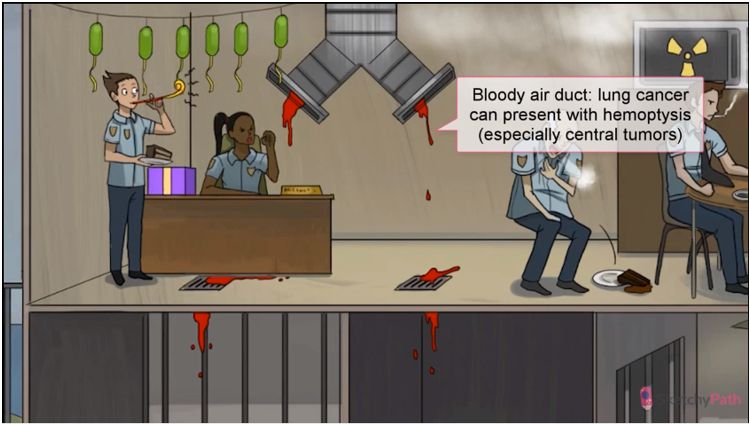 Bloody air duct: lung cancer
can present with hemoptysis
(especially central tumors)
SketchyPath